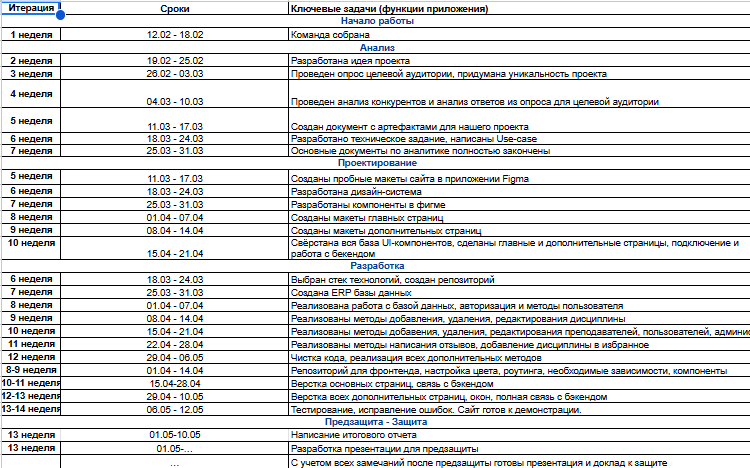 Итерация Сроки Ключевые задачи (функции приложения)
Начало работы
1 неделя 12.02 - 18.02 Команда собрана
Анализ
2 неделя 19.02 - 25.02 Разработана идея проекта
3 неделя 26.02 - 03.03 Проведен опрос целевой аудитории, придумана уникальность проекта
4 неделя 04.03 - 10.03 Проведен анализ конкурентов и анализ ответов из опроса для целевой аудитории
5 неделя 11.03 - 17.03 Создан документ с артефактами для нашего проекта
6 неделя 18.03 - 24.03 Разработано техническое задание, написаны Use-case
7 неделя 25.03 - 31.03 Основные документы по аналитике полностью закончены
Проектирование
5 неделя 11.03 - 17.03 Созданы пробные макеты сайта в приложении Figma
6 неделя 18.03 - 24.03 Разработана дизайн-система
7 неделя 25.03 - 31.03 Разработаны компоненты в фигме
8 неделя 01.04 - 07.04 Созданы макеты главных страниц
9 неделя 08.04 - 14.04 Созданы макеты дополнительных страниц
10 неделя 15.04 - 21.04 Свёрстана вся база UI-компонентов, сделаны главные и дополнительные страницы, подключение и
работа с бекендом
Разработка
6 неделя 18.03 - 24.03 Выбран стек технологий, создан репозиторий
7 неделя 25.03 - 31.03 Создана ERP базы данных
8 неделя 01.04 - 07.04 Реализована работа с базой данных, авторизация и методы пользователя
9 неделя 08.04 - 14.04 Реализованы методы добавления, удаления, редактирования дисциплины
10 неделя 15.04 - 21.04 Реализованы методы добавения, удаления, редактирования преподавателей, пользователей, админис
11 неделя 22.04 - 28.04 Реализованы методы написания отзывов, добавление дисциплины в избранное
12 неделя 29.04 - 06.05 Чистка кода, реализация всех дополнительных методов
8-9 неделя 01.04 - 14.04 Репозиторий для фронтенда, настройка цвета, роутинга, необходимые зависимости, компоненты
10-11 неделя 15.04-28.04 Верстка основных страниц, связь с бэкендом
12-13 неделя 29.04 - 10.05 Верстка всех дополнительных страниц, окон, полная связь с бэкендом
13-14 неделя 06.05 - 12.05 Тестирование, исправление ошибок. Сайт готов к демонстрации.
Предзащита - Защита
13 неделя 01.05-10.05 Написание итогового отчета
13 неделя 01.05-... Разработка презентации для предзащиты
... С учетом всех замечаний после предзащиты готовы презентация и доклад к защите